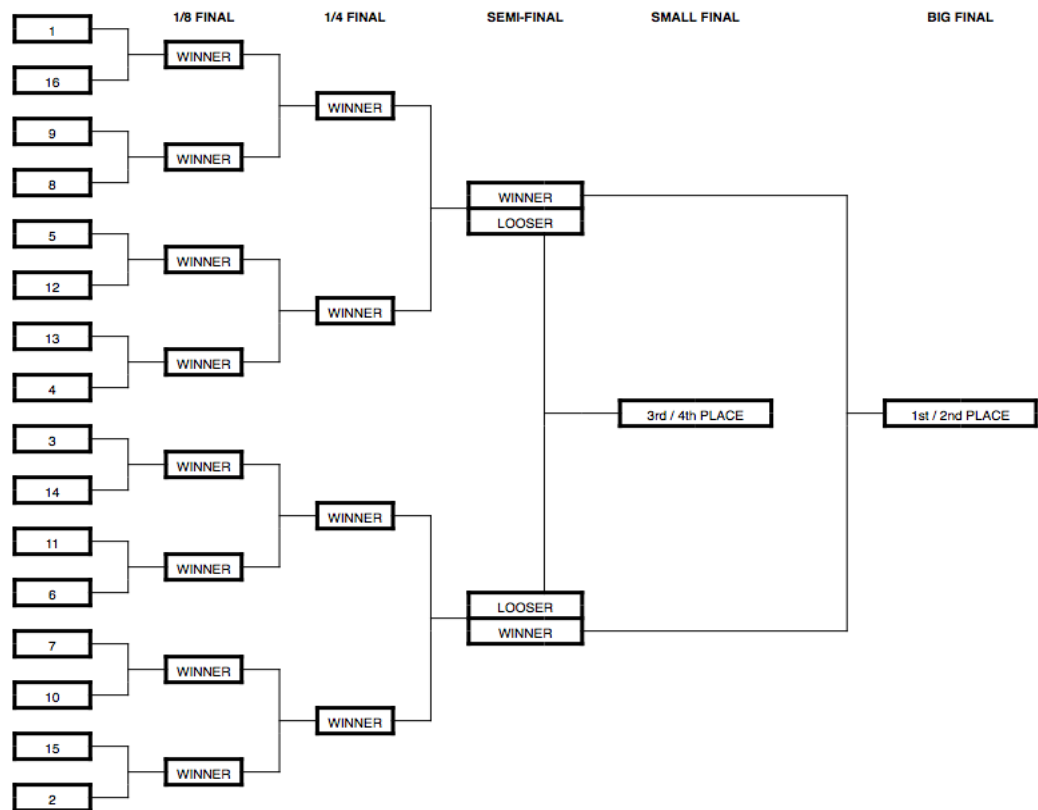 1/8 FINAL 1/4 FINAL SEMI-FINAL SMALL FINAL BIG FINAL
1
WINNER
16
WINNER
9
WINNER
8
WINNER
LOOSER
5
WINNER
12
WINNER
13
WINNER
4
3rd / 4th PLACE 1st / 2nd PLACE
3
WINNER
14
WINNER
11
WINNER
6
LOOSER
WINNER
7
WINNER
10
WINNER
15
WINNER
2